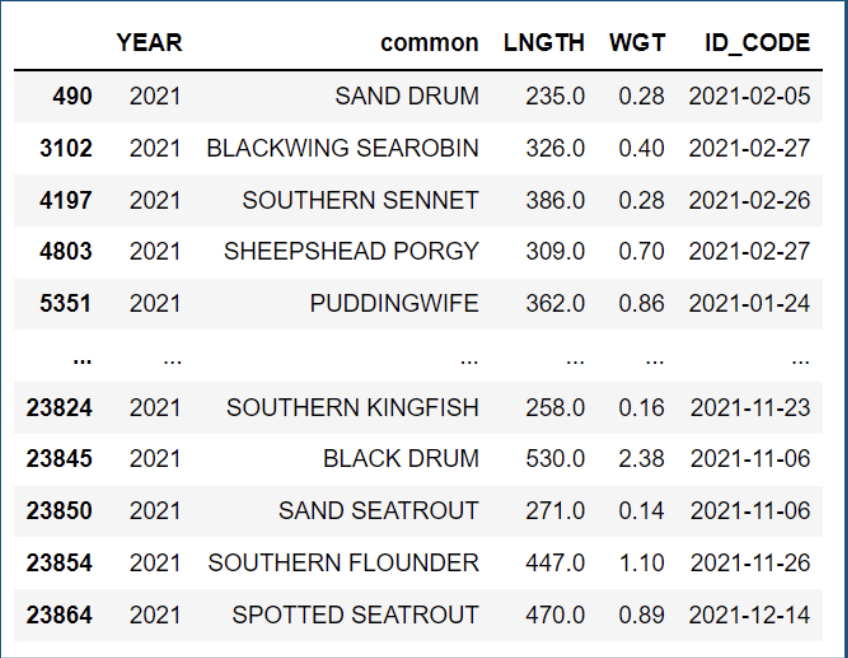 YEAR common LNGTH WGT ID_CODE
490 2021 SAND DRUM 235.0 0.28 2021-02-05
3102 2021 BLACKWING SEAROBIN 326.0 0.40 2021-02-27
4197 2021 SOUTHERN SENNET 386.0 0.28 2021-02-26
4803 2021 SHEEPSHEAD PORGY 309.0 0.70 2021-02-27
5351 2021 PUDDINGWIFE 362.0 0.86 2021-01-24
... ... ... ... ... ...
23824 2021 SOUTHERN KINGFISH 258.0 0.16 2021-11-23
23845 2021 BLACK DRUM 530.0 2.38 2021-11-06
23850 2021 SAND SEATROUT 271.0 0.14 2021-11-06
23854 2021 SOUTHERN FLOUNDER 447.0 1.10 2021-11-26
23864 2021 SPOTTED SEATROUT 470.0 0.89 2021-12-14